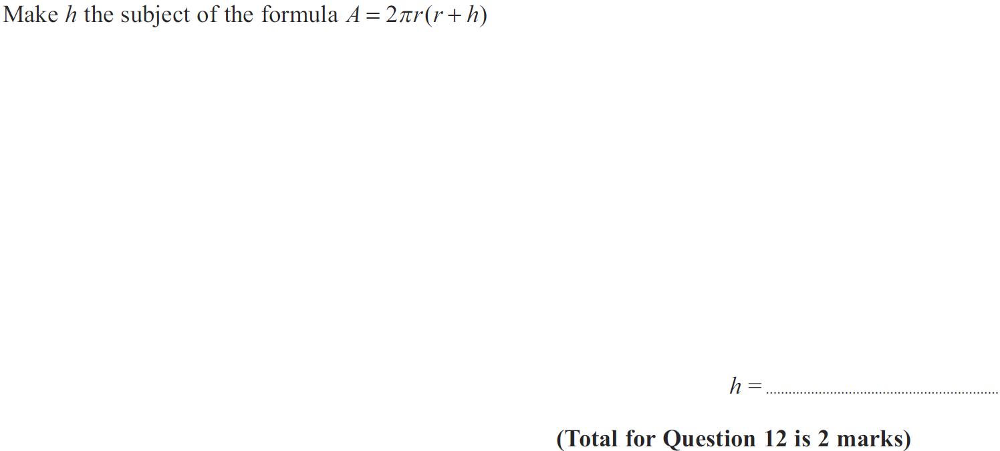 Make h the subject of the formula A = 2πr(r + h)
h = ..............................................................
(Total for Question 12 is 2 marks)